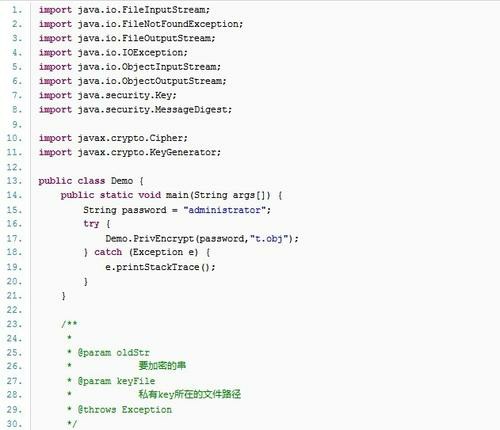 1. import java.io.FileInputStream;
2. import java.io.FileNotFoundException;
3. import java.io.FileOutputStream;
4. import java.io.IOException;
5. import java.io.ObjectInputStream;
6. import java.io.ObjectOutputStream;
7. import java.security.Key;
8. import java.security.MessageDigest;
9.
10. import javax.crypto.Cipher;
11. import javax.crypto.KeyGenerator;
12.
13. public class Demo {
14. public static void main(String args[]) {
15. String password = "administrator";
16. try {
17. Demo.PrivEncrypt(password,"t.obj");
18. } catch (Exception e) {
19. e.printStackTrace();
20. }
21. }
22.
23. /**
24. *
25. * @param oldStr
26. * 要加密的串
27. * @param keyFile
28. * 私有key所在的文件路径
29. * @throws Exception
30. */